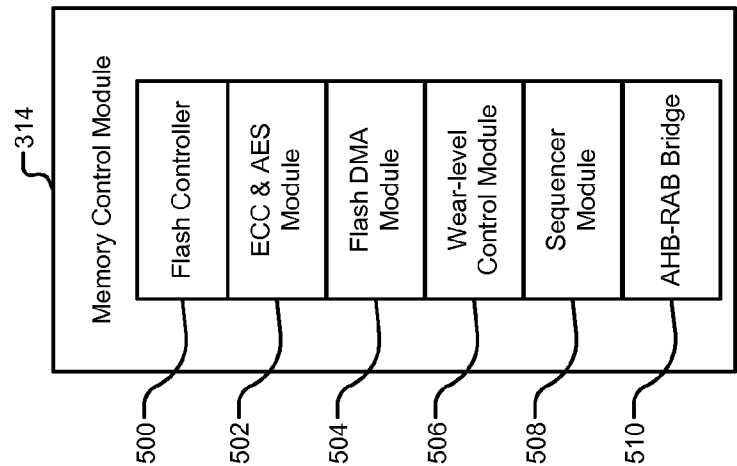 314
Memory Control Module
500
Flash Controller
502
ECC & AES
Module
504
Flash DMA
Module
506
Wear-level
Control Module
508
Sequencer
Module
510
AHB-RAB Bridge